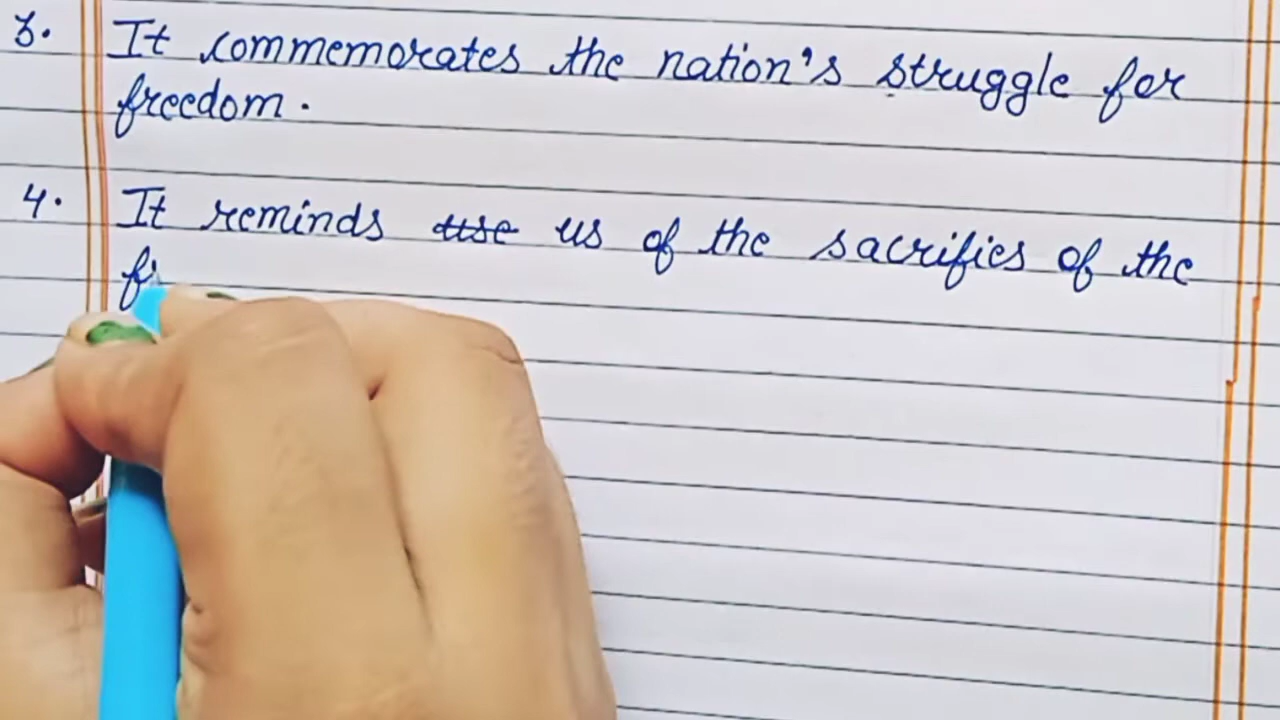 3. It commemorates the nation's struggle for
freedom.
4. It reminds use us of the sacrifies of the